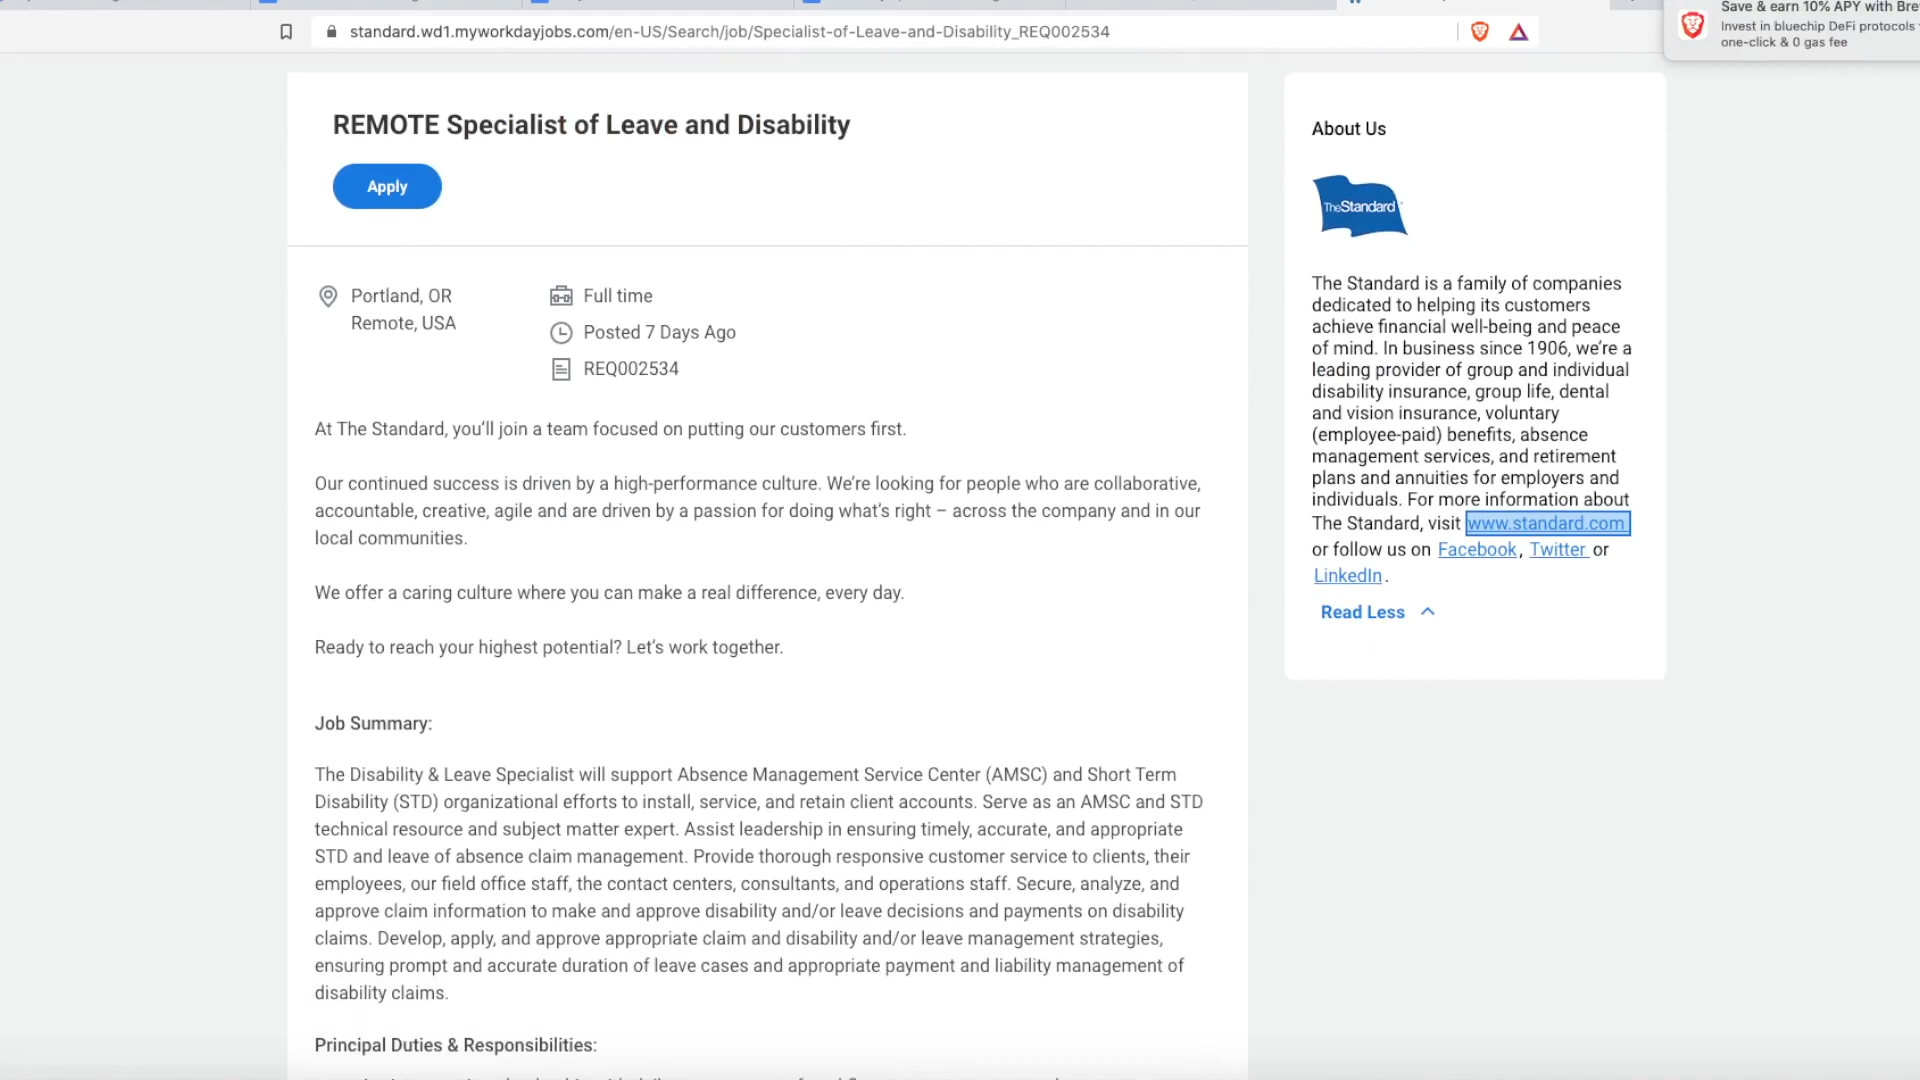 standard.wd1.myworkdayjobs.com/en-US/Search/job/Specialist-of-Leave-and-Disability_REQ002534
Save & earn 10% APY with
Invest in bluechip DeFi protocols
one-click & 0 gas fee
REMOTE Specialist of Leave and Disability
Apply
Portland, OR
Remote, USA
Full time
Posted 7 Days Ago
REQ002534
At The Standard, you’ll join a team focused on putting our customers first.
Our continued success is driven by a high-performance culture. We’re looking for people who are collaborative,
accountable, creative, agile and are driven by a passion for doing what’s right – across the company and in our
local communities.
We offer a caring culture where you can make a real difference, every day.
Ready to reach your highest potential? Let’s work together.
Job Summary:
The Disability & Leave Specialist will support Absence Management Service Center (AMSC) and Short Term
Disability (STD) organizational efforts to install, service, and retain client accounts. Serve as an AMSC and STD
technical resource and subject matter expert. Assist leadership in ensuring timely, accurate, and appropriate
STD and leave of absence claim management. Provide thorough responsive customer service to clients, their
employees, our field office staff, the contact centers, consultants, and operations staff. Secure, analyze, and
approve claim information to make and approve disability and/or leave decisions and payments on disability
claims. Develop, apply, and approve appropriate claim and disability and/or leave management strategies,
ensuring prompt and accurate duration of leave cases and appropriate payment and liability management of
disability claims.
Principal Duties & Responsibilities:
About Us
TheStandard
The Standard is a family of companies
dedicated to helping its customers
achieve financial well-being and peace
of mind. In business since 1906, we’re a
leading provider of group and individual
disability insurance, group life, dental
and vision insurance, voluntary
(employee-paid) benefits, absence
management services, and retirement
plans and annuities for employers and
individuals. For more information about
The Standard, visit www.standard.com
or follow us on Facebook, Twitter or
LinkedIn.
Read Less